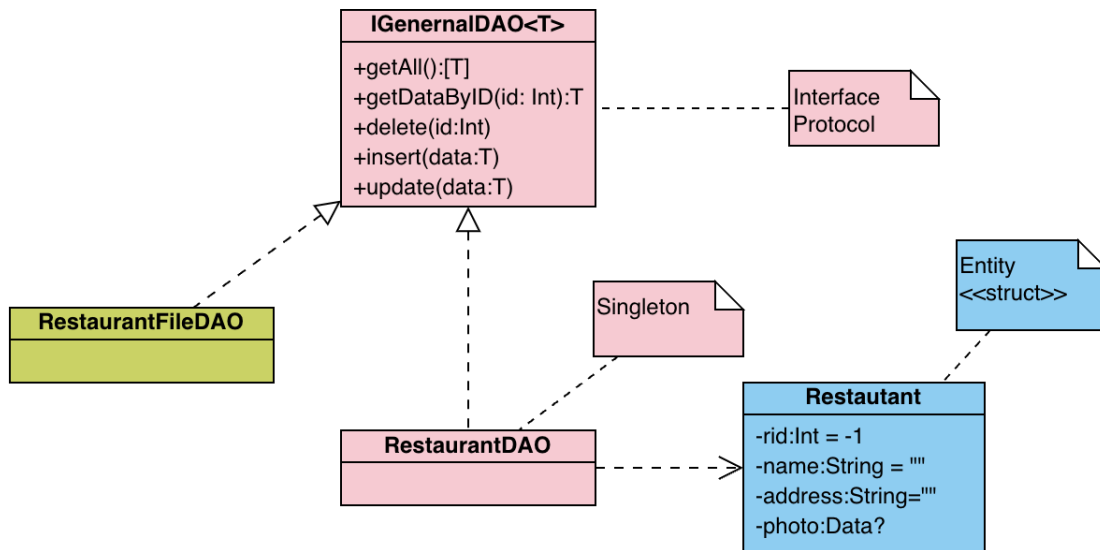 IGenernalDAO<T>
+getAll():[T]
+getDataByID(id: Int):T
+delete(id:Int)
+insert(data:T)
+update(data:T)
Interface
Protocol
Entity
<<struct>>
RestaurantFileDAO
Singleton
Restautant
-rid:Int = -1
-name:String = ""
-address:String=""
-photo:Data?
RestaurantDAO